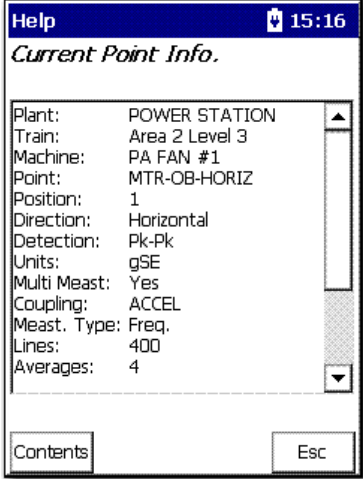 Help 15:16
Current Point Info.
Plant: POWER STATION
Train: Area 2 Level 3
Machine: PA FAN #1
Point: MTR-OB-HORIZ
Position: 1
Direction: Horizontal
Detection: Pk-Pk
Units: gSE
Multi Meast: Yes
Coupling: ACCEL
Meast. Type: Freq.
Lines: 400
Averages: 4
Contents Esc